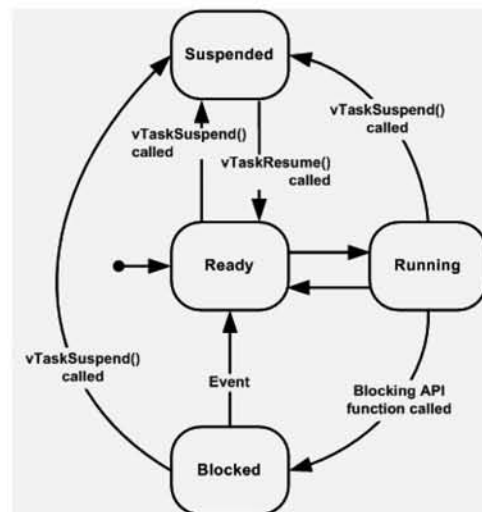 Suspended
vTaskSuspend()
called
vTaskSuspend()
called
vTaskResume()
called
Ready
Running
vTaskSuspend()
called
Event
Blocking API
function called
Blocked